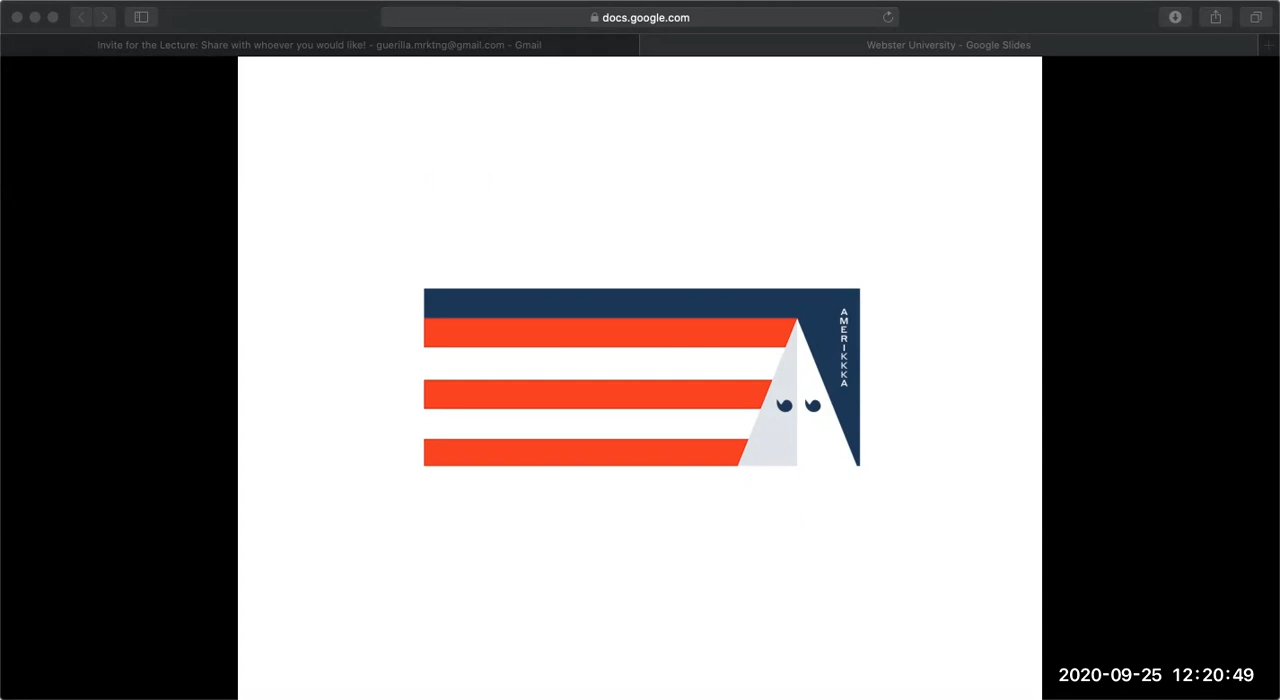 docs.google.com
Invite for the Lecture: Share with whoever you would like! - guerilla.mrktng@gmail.com - Gmail
Webster University - Google Slides
AMERIKKKA
2020-09-25 12:20:49